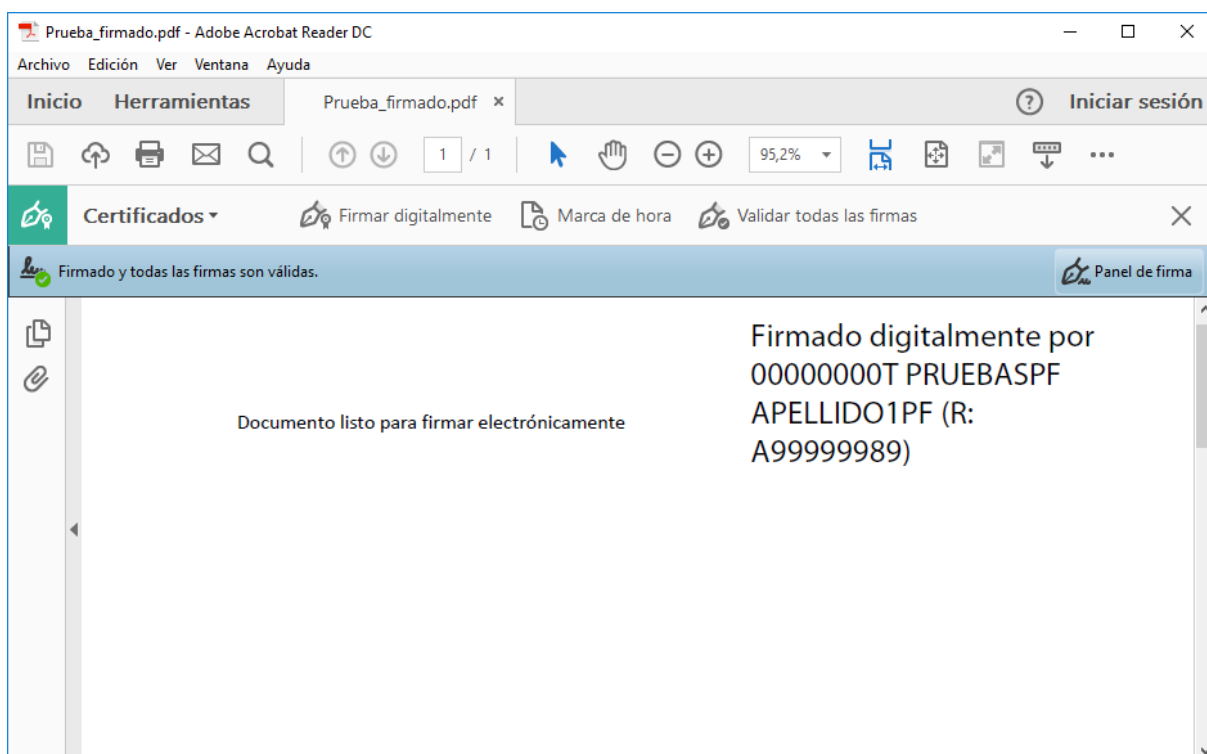 Prueba_firmado.pdf - Adobe Acrobat Reader DC
Archivo Edición Ver Ventana Ayuda
Inicio Herramientas Prueba_firmado.pdf × ? Iniciar sesión
1 / 1 95,2%
Certificados Firmar digitalmente Marca de hora Validar todas las firmas
Firmado y todas las firmas son válidas. Panel de firma
Firmado digitalmente por
00000000T PRUEBASPF
APELLIDO1PF (R:
A99999989)
Documento listo para firmar electrónicamente